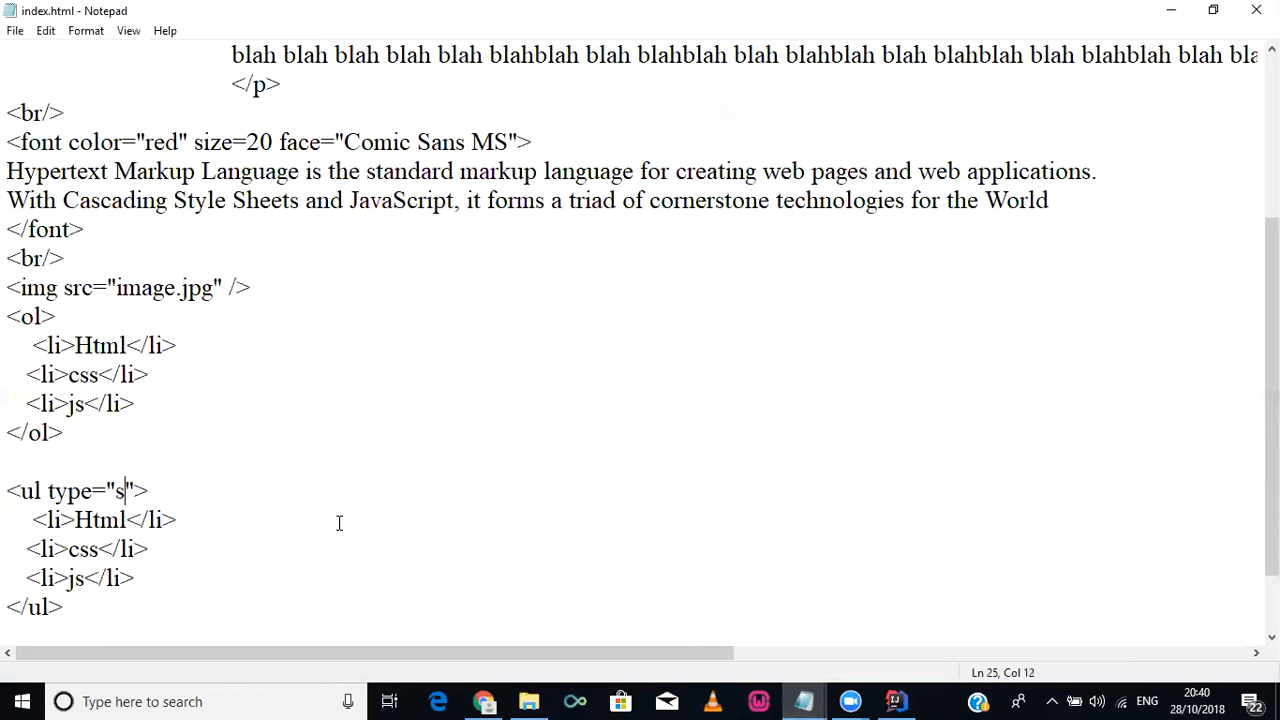 index.html - Notepad
File Edit Format View Help
blah blah blah blah blah blahblah blah blahblah blah blahblah blah blahblah blah blahblah blah bla
</p>
<br/>
<font color="red" size=20 face="Comic Sans MS">
Hypertext Markup Language is the standard markup language for creating web pages and web applications.
With Cascading Style Sheets and JavaScript, it forms a triad of cornerstone technologies for the World
</font>
<br/>
<img src="image.jpg" />
<ol>
<li>Html</li>
<li>css</li>
<li>js</li>
</ol>
<ul type="s">
<li>Html</li>
<li>css</li>
<li>js</li>
</ul>
Ln 25, Col 12
Type here to search
ENG
20:40
28/10/2018
22